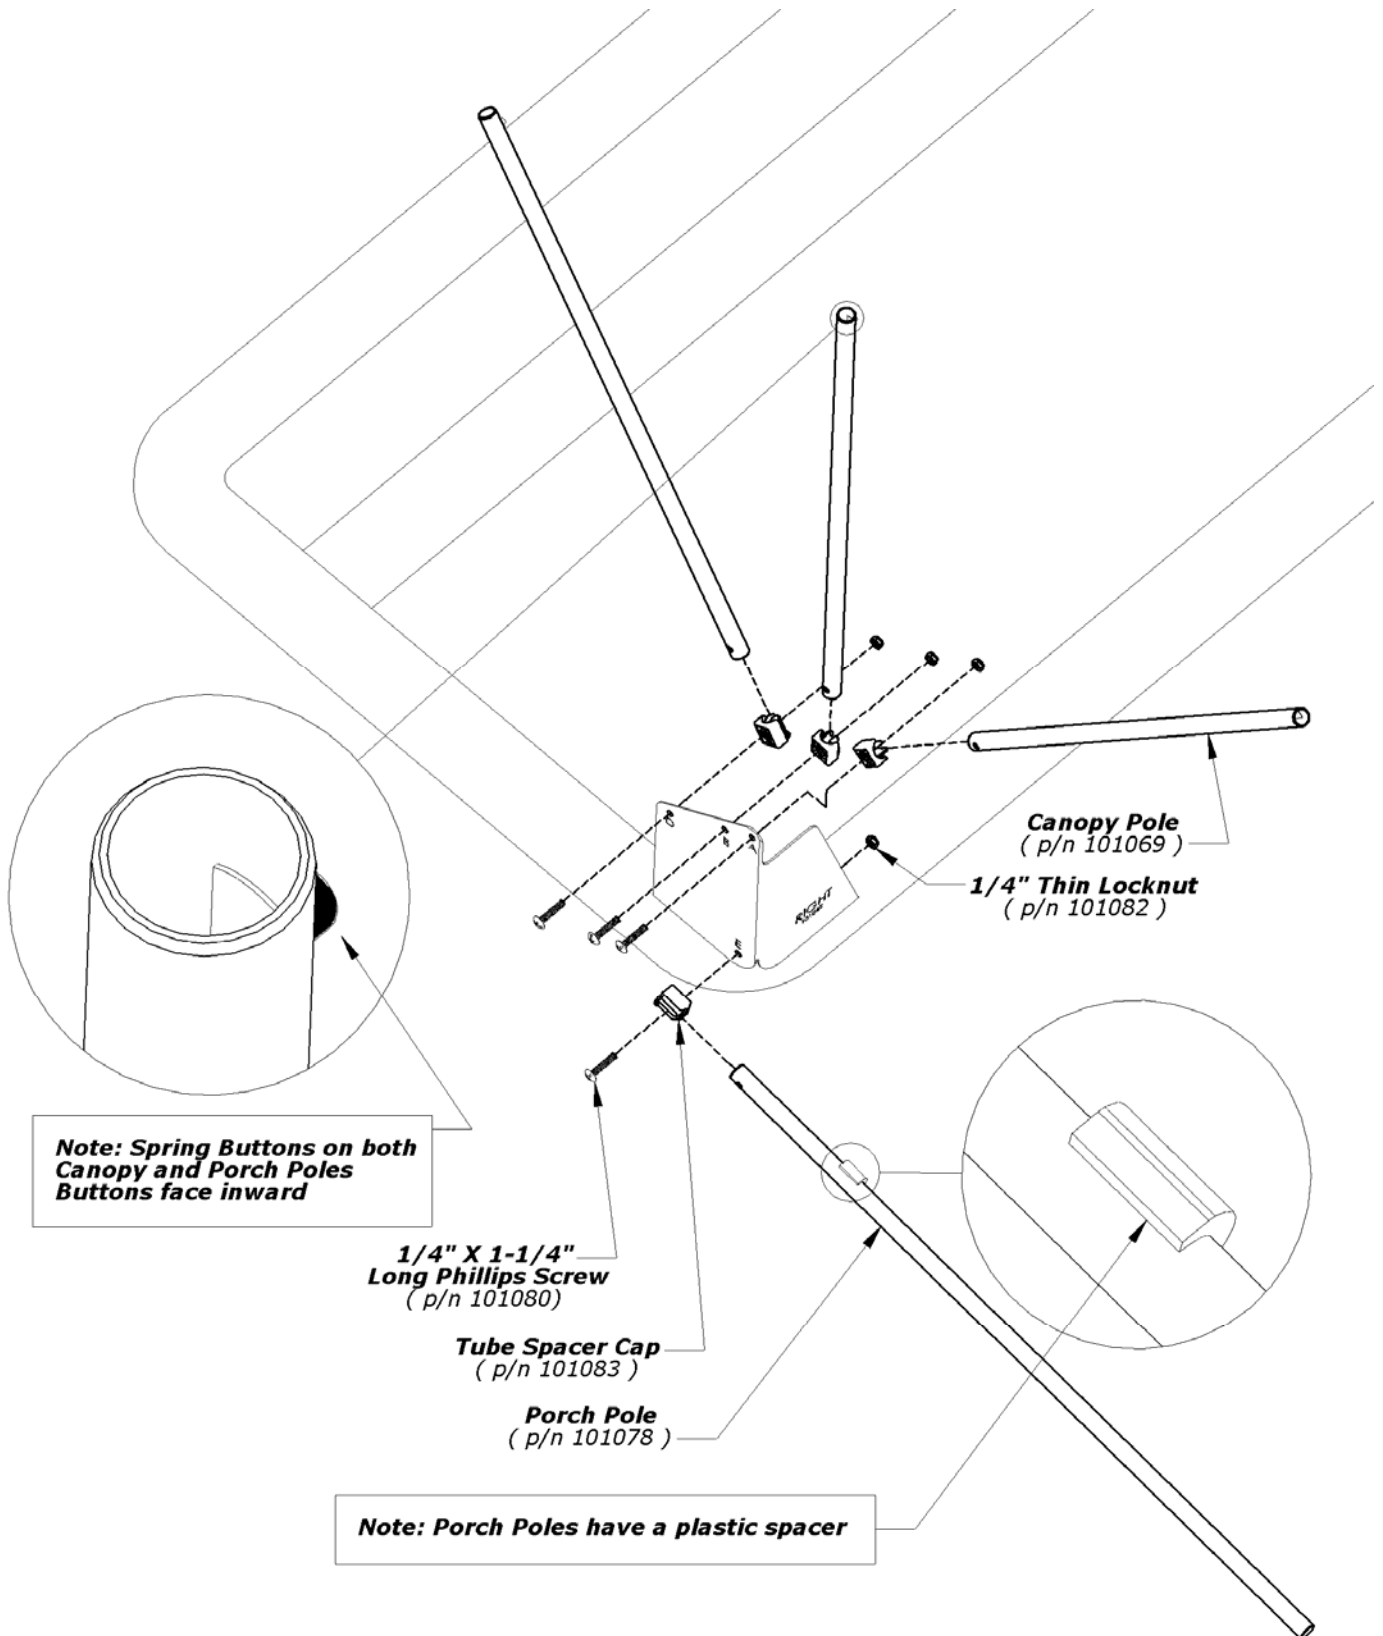 C
B
A
E
RIGHT
Canopy Pole
( p/n 101069 )
1/4" Thin Locknut
( p/n 101082 )
Note: Spring Buttons on both
Canopy and Porch Poles
Buttons face inward
1/4" X 1-1/4"
Long Phillips Screw
( p/n 101080)
Tube Spacer Cap
( p/n 101083 )
Porch Pole
( p/n 101078 )
Note: Porch Poles have a plastic spacer